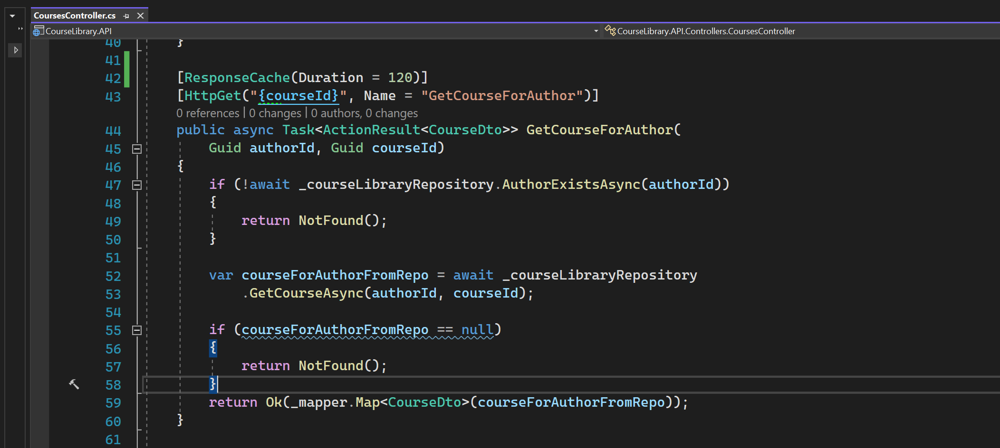 CoursesController.cs
CourseLibrary.API
CourseLibrary.API.Controllers.CoursesController
40 }
41
42 [ResponseCache(Duration = 120)]
43 [HttpGet("{courseId}", Name = "GetCourseForAuthor")]
0 references | 0 changes | 0 authors, 0 changes
44 public async Task<ActionResult<CourseDto>> GetCourseForAuthor(
45 Guid authorId, Guid courseId)
46 {
47 if (!await _courseLibraryRepository.AuthorExistsAsync(authorId))
48 {
49 return NotFound();
50 }
51
52 var courseForAuthorFromRepo = await _courseLibraryRepository
53 .GetCourseAsync(authorId, courseId);
54
55 if (courseForAuthorFromRepo == null)
56 {
57 return NotFound();
58 }
59 return Ok(_mapper.Map<CourseDto>(courseForAuthorFromRepo));
60 }
61